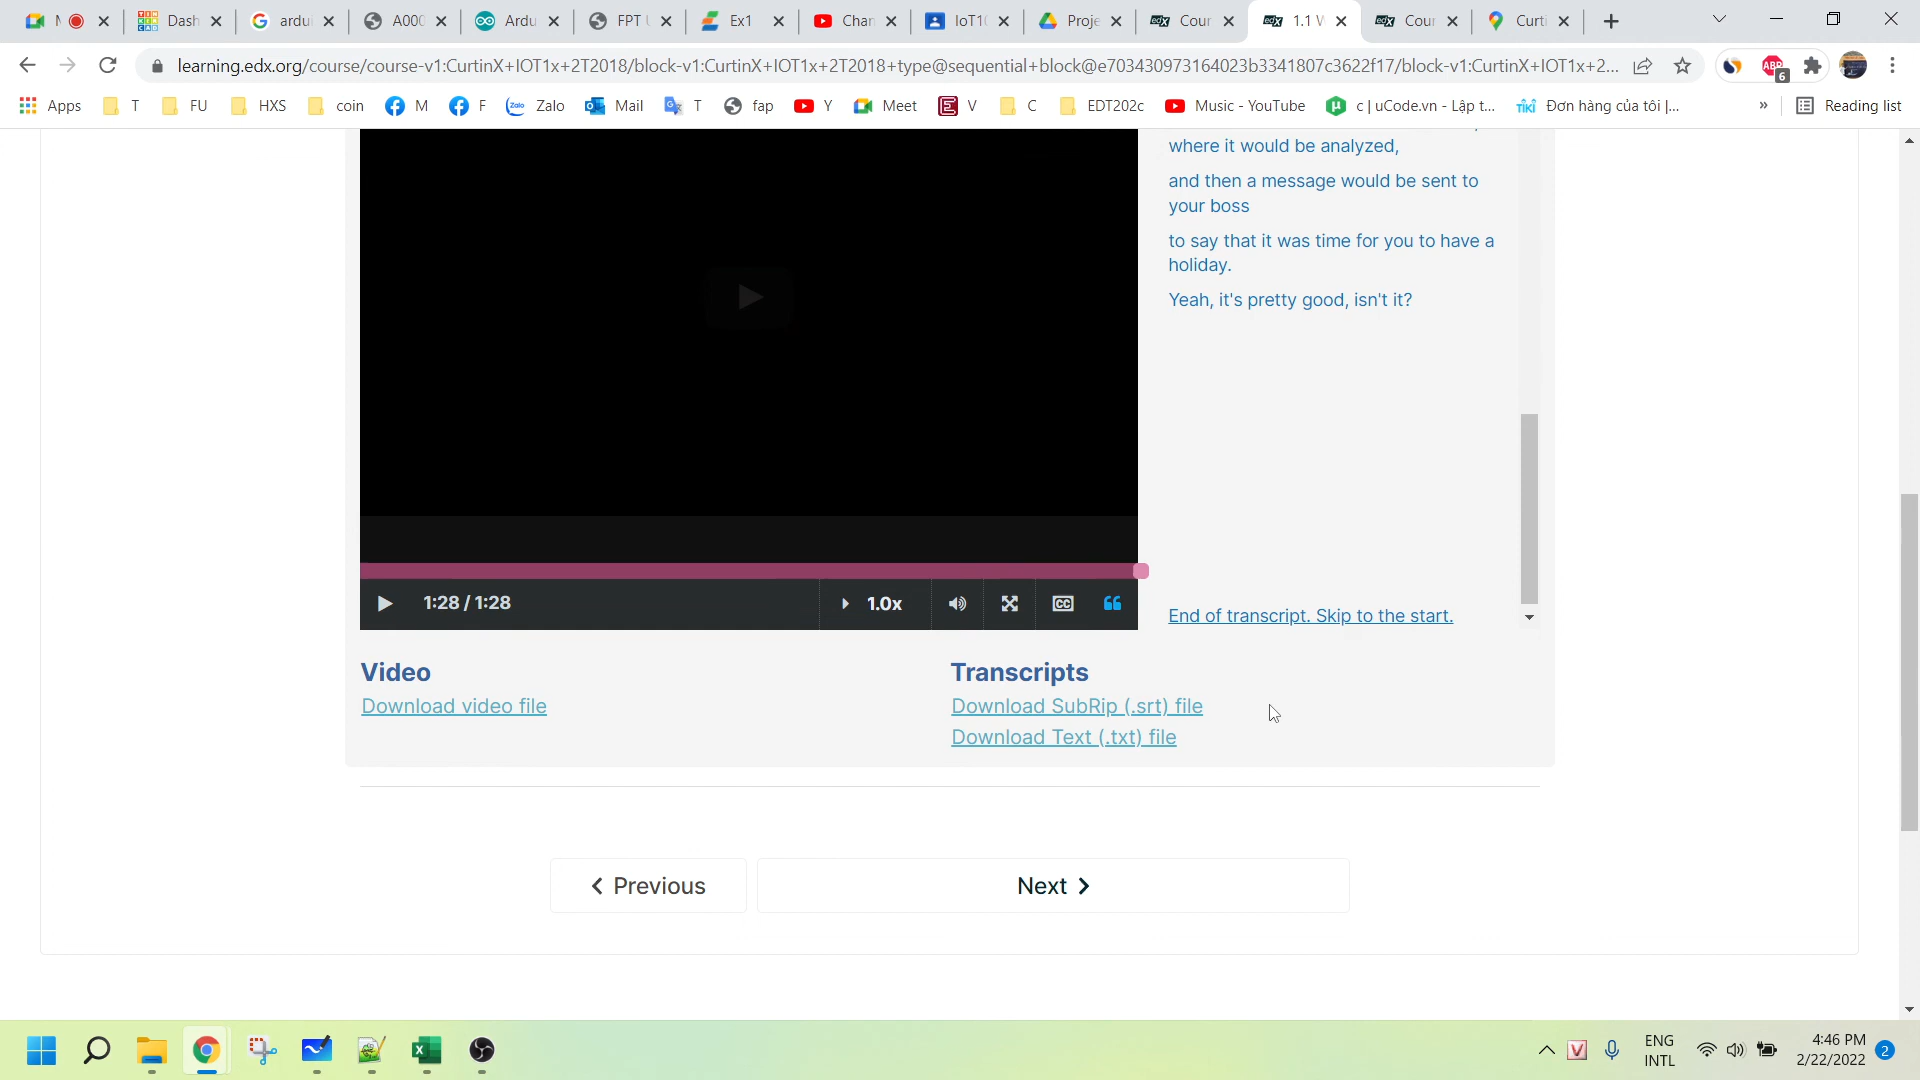 Dash
ardu
A000
Ardu
FPT
Ex1
Char
IoT1
Proje
Cour
1.1
Cour
Curti
learning.edx.org/course/course-v1:CurtinX+IOT1x+2T2018/block-v1:CurtinX+IOT1x+2T2018+type@sequential+block@e703430973164023b3341807c3622f17/block-v1:CurtinX+IOT1x+2...
ABP
6
Apps
T
FU
HXS
coin
M
F
Zalo
Mail
T
fap
Y
Meet
V
C
EDT202c
Music - YouTube
c | uCode.vn - Lập t...
Đơn hàng của tôi |...
»
Reading list
where it would be analyzed,
and then a message would be sent to
your boss
to say that it was time for you to have a
holiday.
Yeah, it's pretty good, isn't it?
End of transcript. Skip to the start.
1:28 / 1:28
1.0x
CC
Video
Download video file
Transcripts
Download SubRip (.srt) file
Download Text (.txt) file
Previous
Next
ENG
INTL
4:46 PM
2/22/2022
2